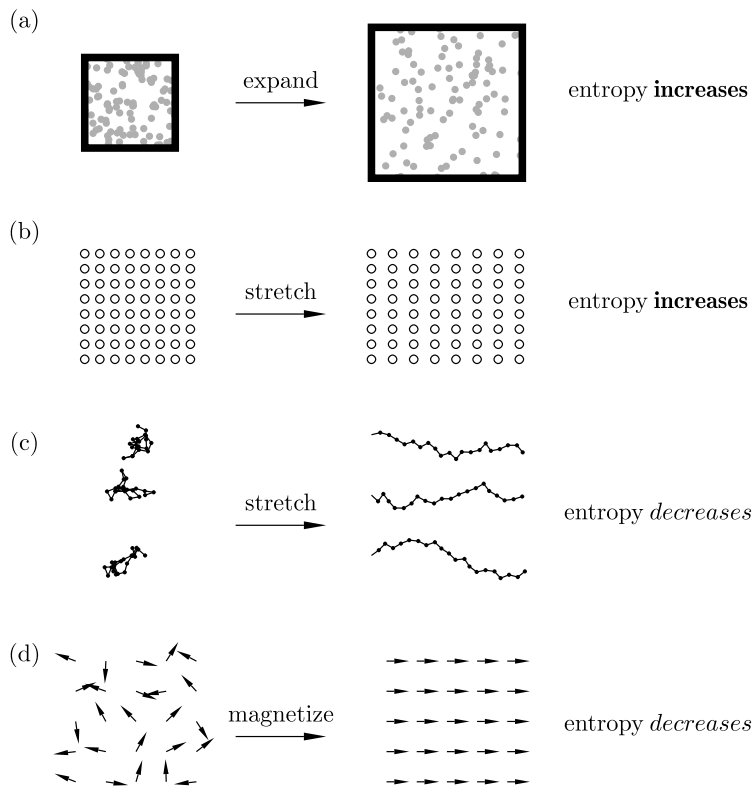 (a)
expand
entropy increases
(b)
stretch
entropy increases
(c)
stretch
entropy decreases
(d)
magnetize
entropy decreases